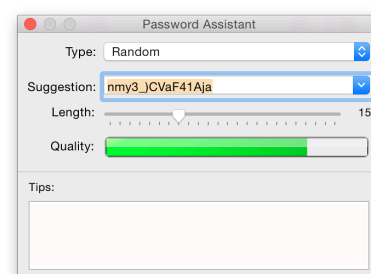 Password Assistant
Type: Random
Suggestion: nmy3_)CVaF41Aja
Length: 15
Quality:
Tips: